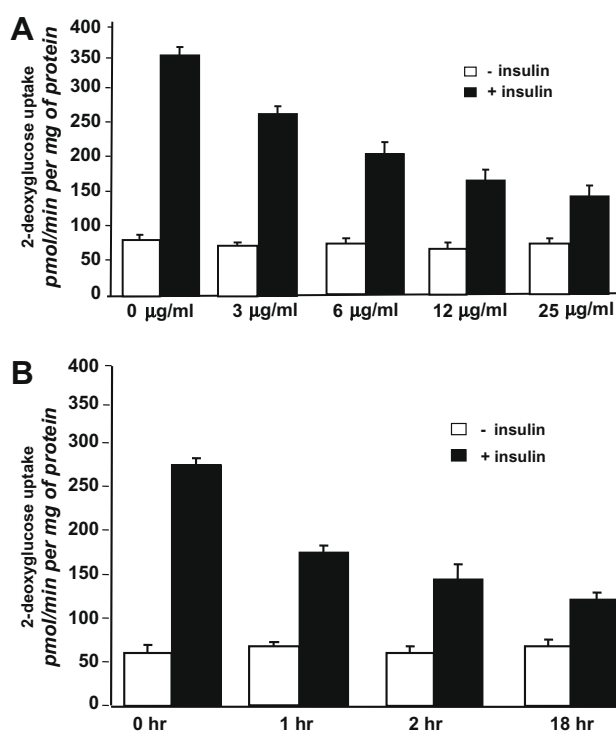 A
2-deoxyglucose uptake
pmol/min per mg of protein
400
350
300
250
200
150
100
50
0
- insulin
+ insulin
0 µg/ml 3 µg/ml 6 µg/ml 12 µg/ml 25 µg/ml
B
2-deoxyglucose uptake
pmol/min per mg of protein
400
350
300
250
200
150
100
50
0
- insulin
+ insulin
0 hr 1 hr 2 hr 18 hr